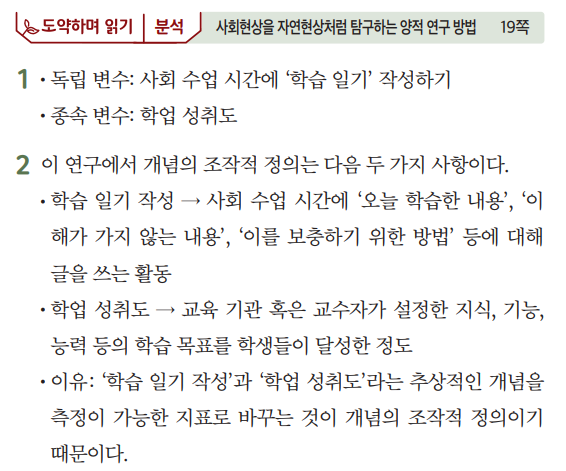 도약하며 읽기 | 분석 사회현상을 자연현상처럼 탐구하는 양적 연구 방법 19쪽
1 • 독립 변수: 사회 수업 시간에 ‘학습 일기’ 작성하기
• 종속 변수: 학업 성취도
2 이 연구에서 개념의 조작적 정의는 다음 두 가지 사항이다.
• 학습 일기 작성 → 사회 수업 시간에 ‘오늘 학습한 내용’, ‘이
해가 가지 않는 내용’, ‘이를 보충하기 위한 방법’ 등에 대해
글을 쓰는 활동
• 학업 성취도 → 교육 기관 혹은 교수자가 설정한 지식, 기능,
능력 등의 학습 목표를 학생들이 달성한 정도
• 이유: ‘학습 일기 작성’과 ‘학업 성취도’라는 추상적인 개념을
측정이 가능한 지표로 바꾸는 것이 개념의 조작적 정의이기
때문이다.